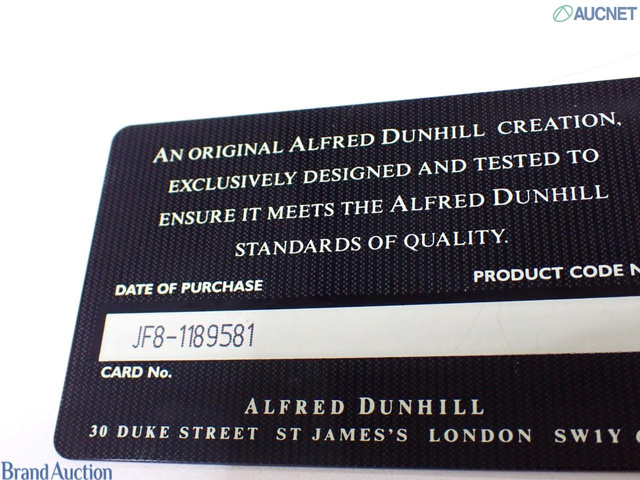 AUCNET
AN ORIGINAL ALFRED DUNHILL CREATION,
EXCLUSIVELY DESIGNED AND TESTED TO
ENSURE IT MEETS THE ALFRED DUNHILL
STANDARDS OF QUALITY.
DATE OF PURCHASE PRODUCT CODE
JF8-1189581
CARD No.
ALFRED DUNHILL
30 DUKE STREET ST JAMES'S LONDON SW1Y
Brand Auction